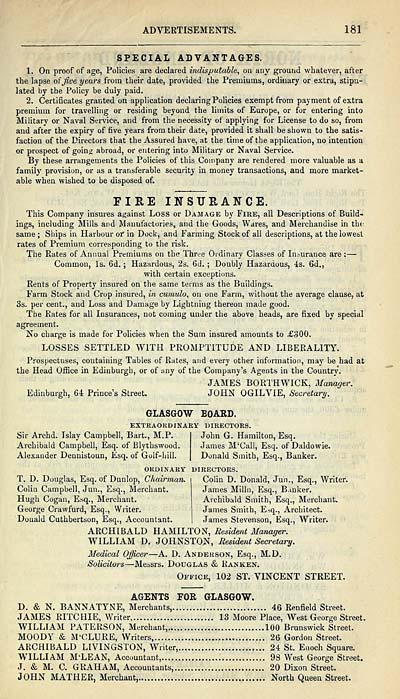 ADVERTISEMENTS. 181
SPECIAL ADVANTAGES.
1. On proof of age, Policies are declared indisputable, on any ground whatever, after
the lapse of five years from their date, provided the Premiums, ordinary or extra, stipu-
lated by the Policy be duly paid.
2. Certificates granted on application declaring Policies exempt from payment of extra
premium for travelling or residing beyond the limits of Europe, or for entering into
Military or Naval Service, and from the necessity of applying for License to do so, from
and after the expiry of five years from their date, provided it shall be shown to the satis-
faction of the Directors that the Assured have, at the time of the application, no intention
or prospect of going abroad, or entering into Military or Naval Service.
By these arrangements the Policies of this Company are rendered more valuable as a
family provision, or as a transferable security in money transactions, and more market-
able when wished to be disposed of.
FIRE INSURANCE.
This Company insures against LOSS or DAMAGE by FIRE, all Descriptions of Build-
ings, including Mills and Manufactories, and the Goods, Wares, and Merchandise in the
same; Ships in Harbour or in Dock, and Farming Stock of all descriptions, at the lowest
rates of Premium corresponding to the risk.
The Rates of Annual Premiums on the Three Ordinary Classes of Insurance are:—
Common, 1s. 6d.; Hazardous, 2s. 6d.; Doubly Hazardous, 4s. 6d.,
with certain exceptions.
Rents of Property insured on the same terms as the Buildings.
Farm Stock and Crop insured, in cumulo, on one Farm, without the average clause, at
3s. per cent., and Loss and Damage by Lightning thereon made good.
The Rates for all Insurances, not coming under the above heads, are fixed by special
agreement.
No charge is made for Policies when the Sum insured amounts to £300.
LOSSES SETTLED WITH PROMPTITUDE AND LIBERALITY.
Prospectuses, containing Tables of Rates, and every other information, may be had at
the Head Office in Edinburgh, or of any of the Company's Agents in the Country.
JAMES BORTHWICK, Manager.
Edinburgh, 64 Prince's Street. JOHN OGILVIE, Secretary.
GLASGOW BOARD.
EXTRAORDINARY DIRECTORS.
Sir Archd. Islay Campbell, Bart., M.P.
Archibald Campbell, Esq. of Blythswood.
Alexander Dennistoun, Esq. of Golf-hill.
John G. Hamilton, Esq.
James M'Call, Esq. of Daldowie.
Donald Smith, Esq., Banker.
ORDINARY DIRECTORS.
T. D. Douglas, Esq. of Dunlop, Chairman.
Colin Campbell, Jun., Esq., Merchant.
Hugh Cogan, Esq., Merchant.
George Crawfurd, Esq., Writer.
Donald Cuthbertson, Esq., Accountant.
Colin D. Donald, Jun., Esq., Writer.
James Milln, Esq., Banker.
Archibald Smith, Esq., Merchant.
James Smith, Esq., Architect.
James Stevenson, Esq., Writer.
ARCHIBALD HAMILTON, Resident Manager.
WILLIAM D. JOHNSTON, Resident Secretary.
Medical Officer—A. D. ANDERSON, Esq., M.D.
Solicitors—Messrs. DOUGLAS & RANKEN.
OFFICE, 102 ST. VINCENT STREET.
AGENTS FOR GLASGOW.
D. & N. BANNATYNE, Merchants,........................ 46 Renfield Street.
JAMES RITCHIE, Writer........................ 13 Moore Place, West George Street.
WILLIAM PATERSON, Merchant,........................100 Brunswick Street.
MOODY & M'CLURE, Writers,........................ 26 Gordon Street.
ARCHIBALD LIVINGSTON, Writer,........................ 24 St. Enoch Square.
WILLIAM M'LEAN, Accountant,........................ 98 West George Street.
J. & M. C. GRAHAM, Accountants,........................ 20 Dixon Street.
JOHN MATHER, Merchant,........................ North Queen Street.